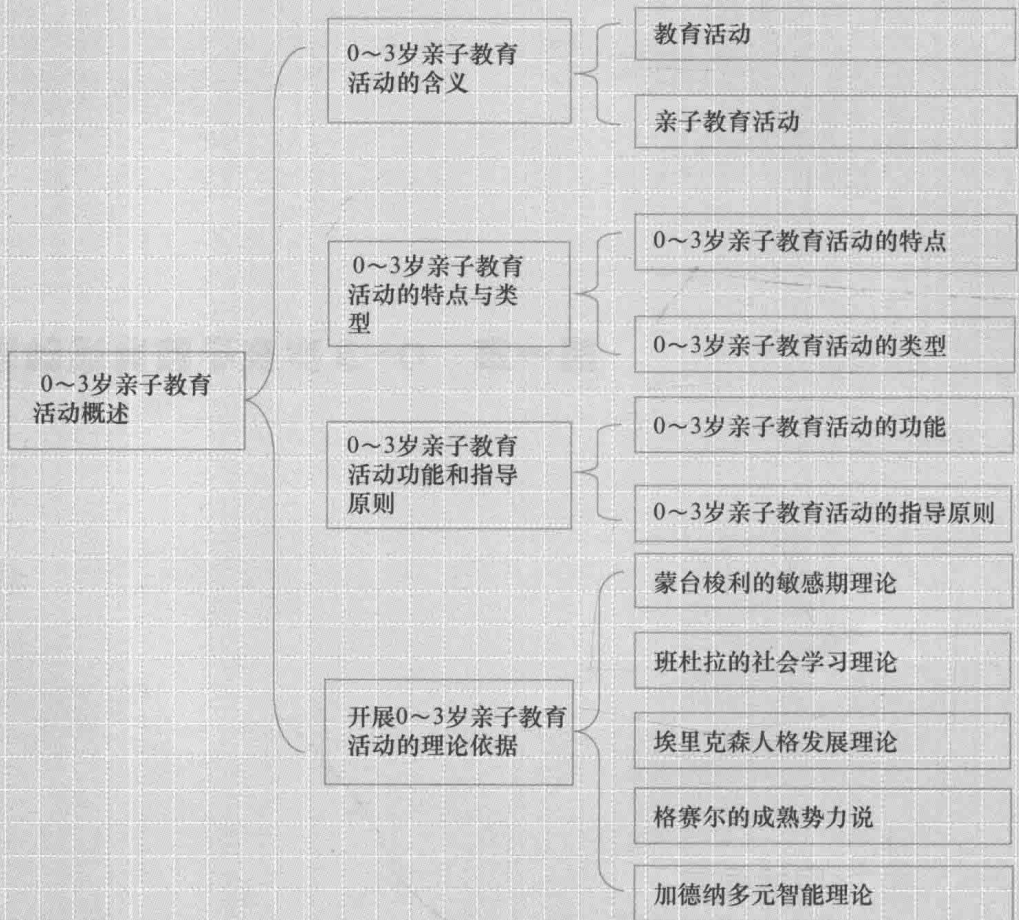 0～3岁亲子教育
活动概述
0～3岁亲子教育
活动的含义
教育活动
亲子教育活动
0～3岁亲子教育
活动的特点与类
型
0～3岁亲子教育活动的特点
0～3岁亲子教育活动的类型
0～3岁亲子教育
活动功能和指导
原则
0～3岁亲子教育活动的功能
0～3岁亲子教育活动的指导原则
开展0～3岁亲子教育
活动的理论依据
蒙台梭利的敏感期理论
班杜拉的社会学习理论
埃里克森人格发展理论
格赛尔的成熟势力说
加德纳多元智能理论